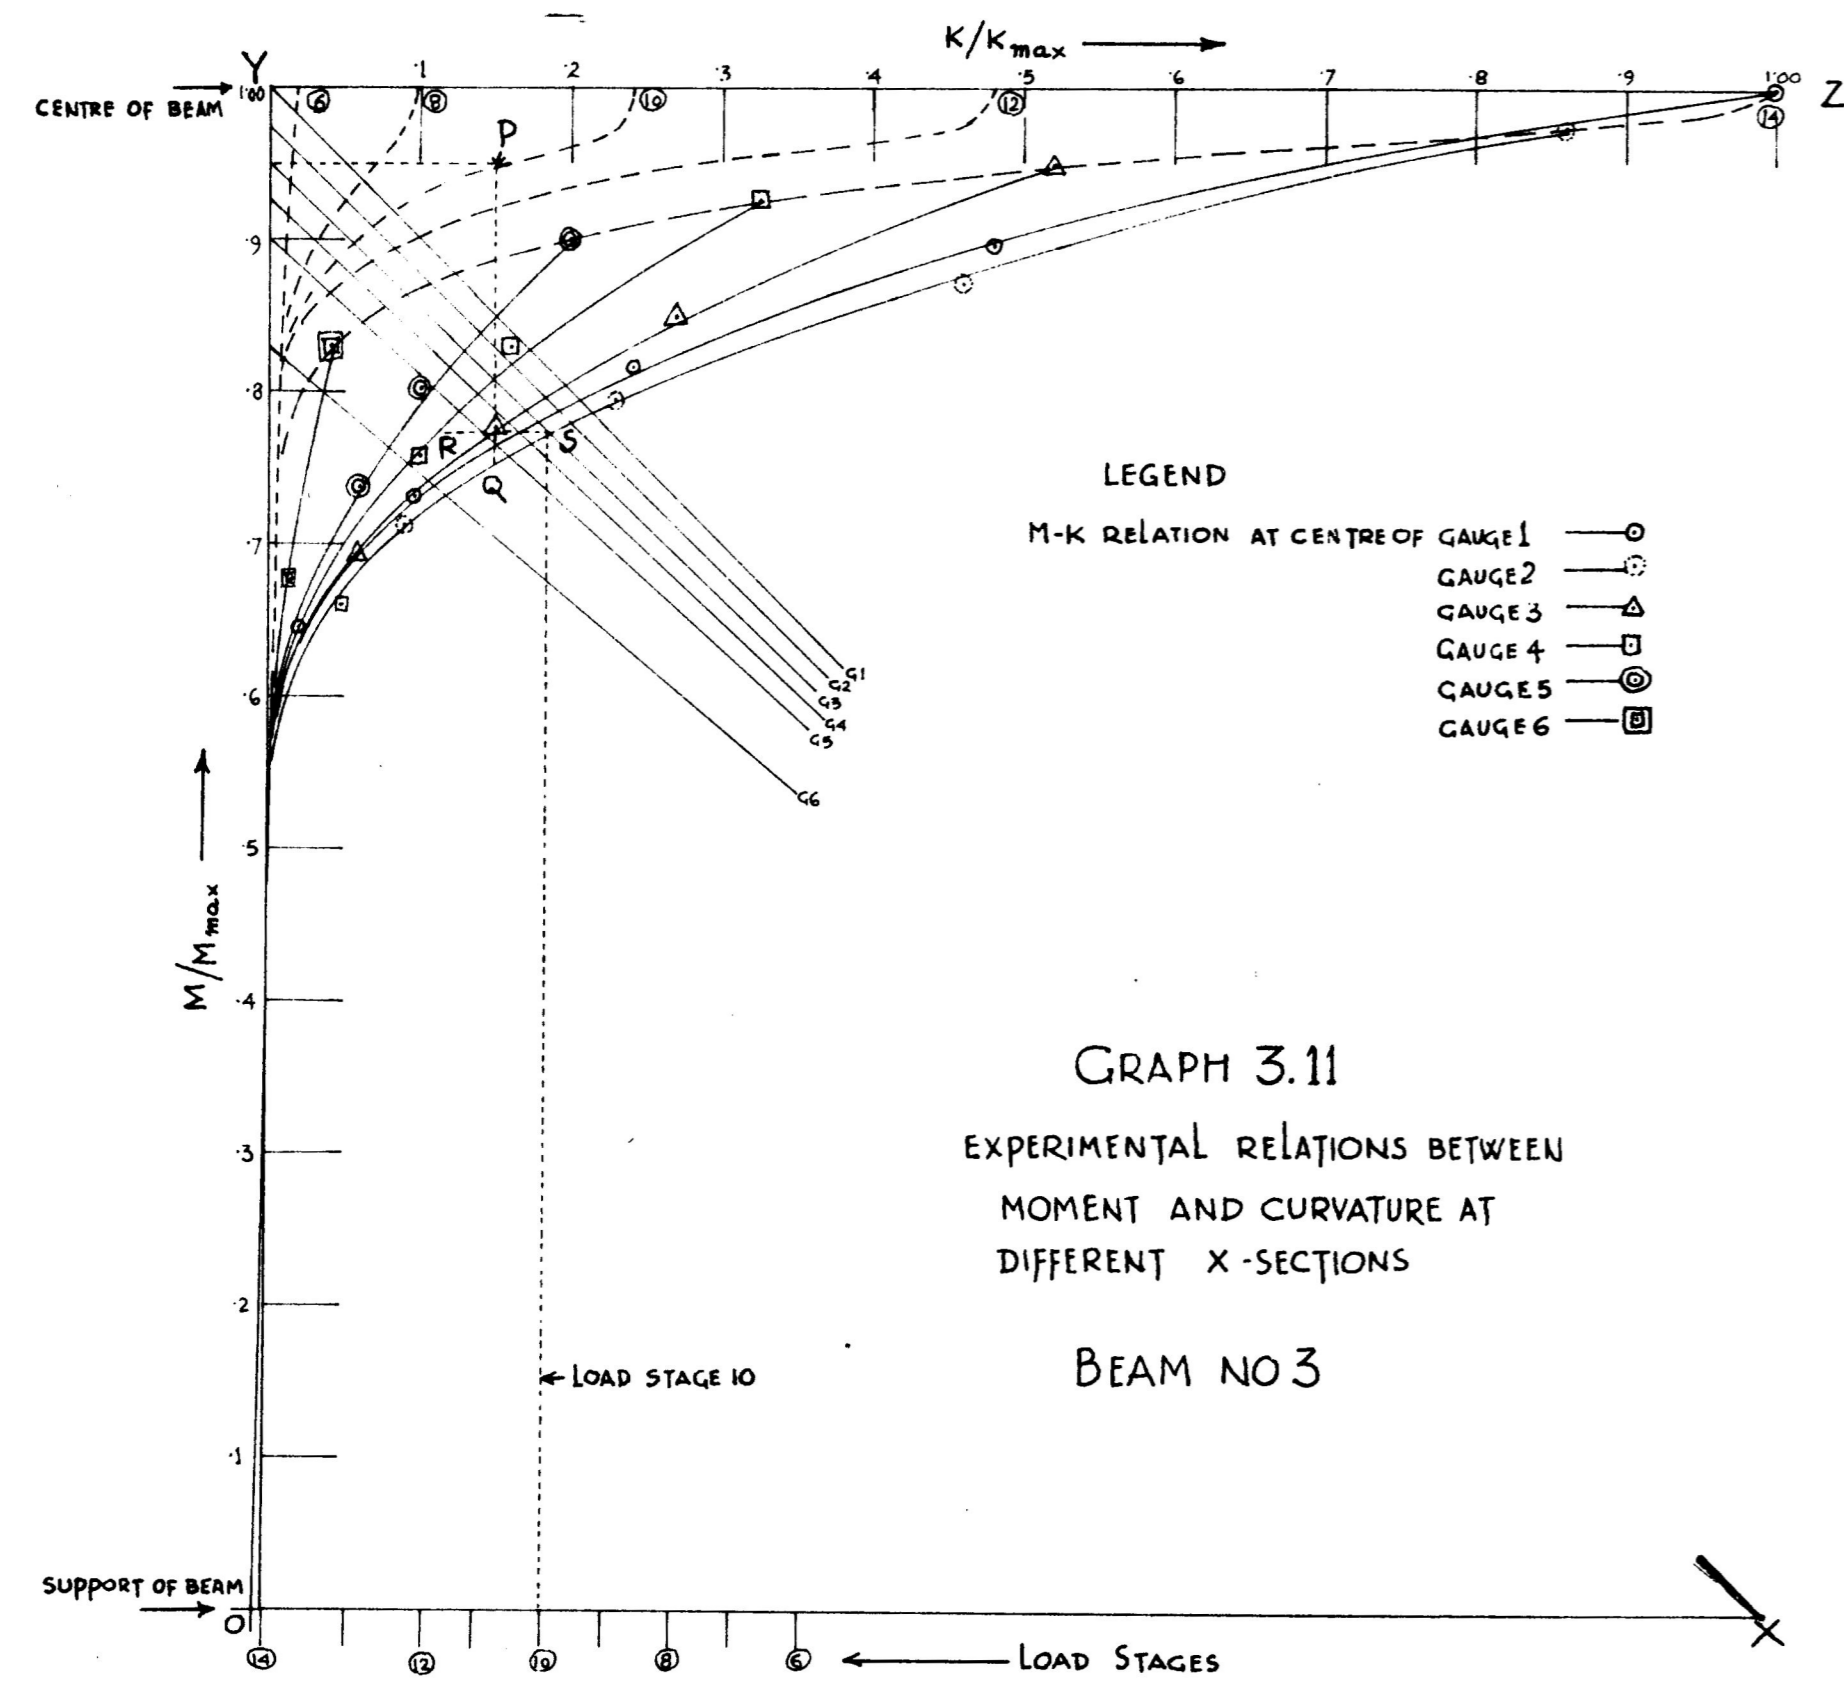 K/Kmax
Y ·1 ·2 ·3 ·4 ·5 ·6 ·7 ·8 ·9 1·00 Z
CENTRE OF BEAM 1·00 6 8 10 12 14
P
·9
·8
R S
Q
·7
·6
·5
·4
·3
·2
·1
O
G1
G2
G3
G4
G5
G6
LEGEND
M-K RELATION AT CENTRE OF GAUGE 1
GAUGE 2
GAUGE 3
GAUGE 4
GAUGE 5
GAUGE 6
M/Mmax
GRAPH 3.11
EXPERIMENTAL RELATIONS BETWEEN
MOMENT AND CURVATURE AT
DIFFERENT X-SECTIONS
BEAM NO 3
LOAD STAGE 10
SUPPORT OF BEAM
X
14 12 10 8 6 LOAD STAGES